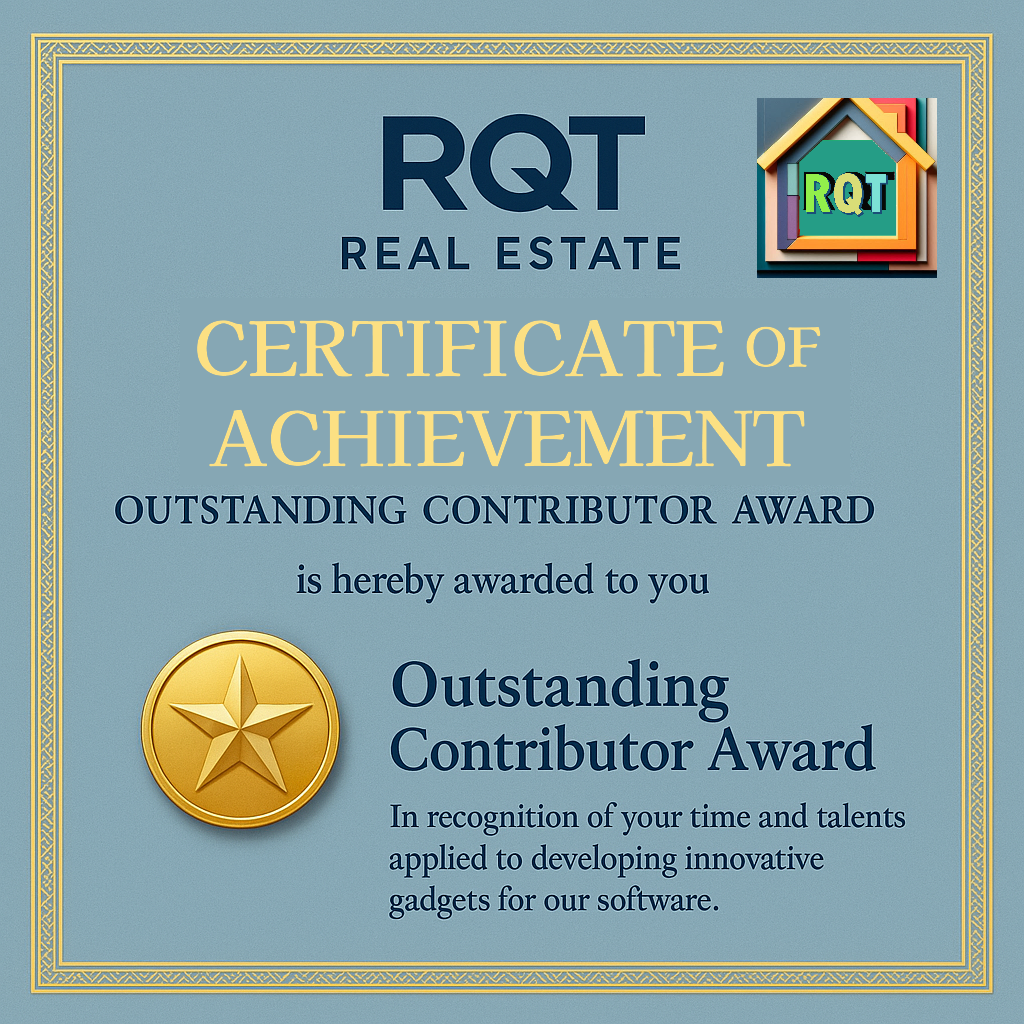 RQT
REAL ESTATE
RQT
CERTIFICATE OF
ACHIEVEMENT
OUTSTANDING CONTRIBUTOR AWARD
is hereby awarded to you
Outstanding
Contributor Award
In recognition of your time and talents
applied to developing innovative
gadgets for our software.